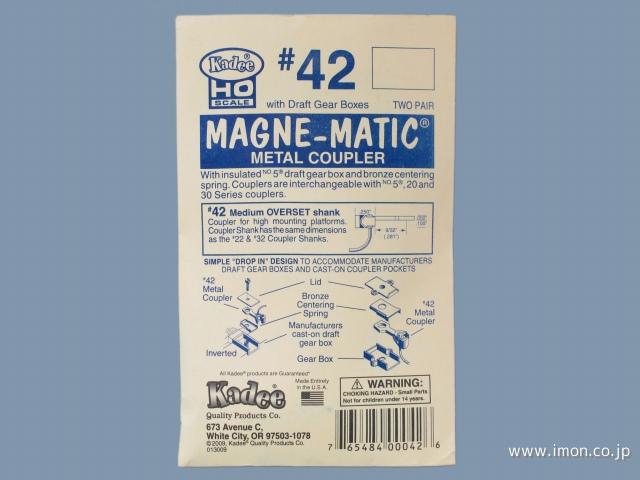 Kadee®
HO
SCALE
#42
with Draft Gear Boxes
TWO PAIR
MAGNE-MATIC®
METAL COUPLER
With insulated NO.5® draft gear box and bronze centering
spring. Couplers are interchangeable with NO.5®, 20 and
30 Series couplers.
#42 Medium OVERSET shank
Coupler for high mounting platforms.
Coupler Shank has the same dimensions
as the #22 & #32 Coupler Shanks.
.250"
9/32"
(.281")
SIMPLE "DROP IN" DESIGN TO ACCOMMODATE MANUFACTURERS
DRAFT GEAR BOXES AND CAST-ON COUPLER POCKETS
#42
Metal
Coupler
Inverted
Lid
Bronze
Centering
Spring
Manufacturers
cast-on draft
gear box
Gear Box
#42
Metal
Coupler
All Kadee® products are Guaranteed*
Kadee®
Quality Products Co.
673 Avenue C,
White City, OR 97503-1078
©2009, Kadee® Quality Products Co.
013009
Made Entirely
in the U.S.A.
WARNING:
CHOKING HAZARD - Small Parts
Not for children under 14 years.
7 65484 00042 6
www.imon.co.jp